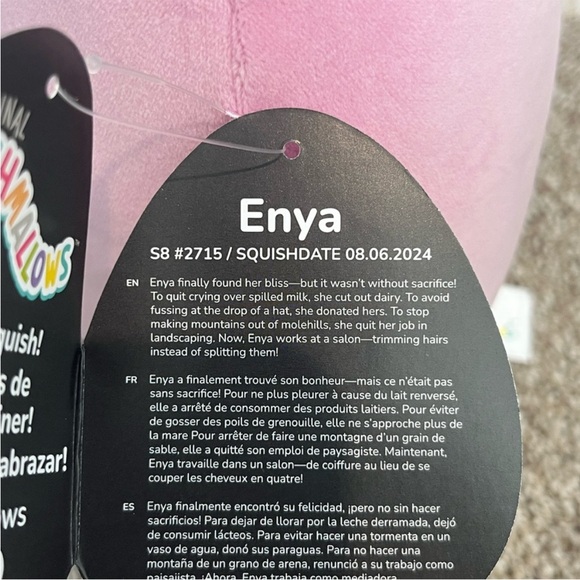 Enya
S8 #2715 / SQUISHDATE 08.06.2024
EN Enya finally found her bliss—but it wasn't without sacrifice!
To quit crying over spilled milk, she cut out dairy. To avoid
fussing at the drop of a hat, she donated hers. To stop
making mountains out of molehills, she quit her job in
landscaping. Now, Enya works at a salon—trimming hairs
instead of splitting them!
FR Enya a finalement trouvé son bonheur—mais ce n'était pas
sans sacrifice! Pour ne plus pleurer à cause du lait renversé,
elle a arrêté de consommer des produits laitiers. Pour éviter
de gosser des poils de grenouille, elle ne s'approche plus de
la mare Pour arrêter de faire une montagne d'un grain de
sable, elle a quitté son emploi de paysagiste. Maintenant,
Enya travaille dans un salon—de coiffure au lieu de se
couper les cheveux en quatre!
ES Enya finalmente encontró su felicidad, ¡pero no sin hacer
sacrificios! Para dejar de llorar por la leche derramada, dejó
de consumir lácteos. Para evitar hacer una tormenta en un
vaso de agua, donó sus paraguas. Para no hacer una
montaña de un grano de arena, renunció a su trabajo como
paisajista. ¡Ahora, Enya trabaja como mediadora
INAL
HMALLOWS
quish!
s de
ner!
abrazar!
ows